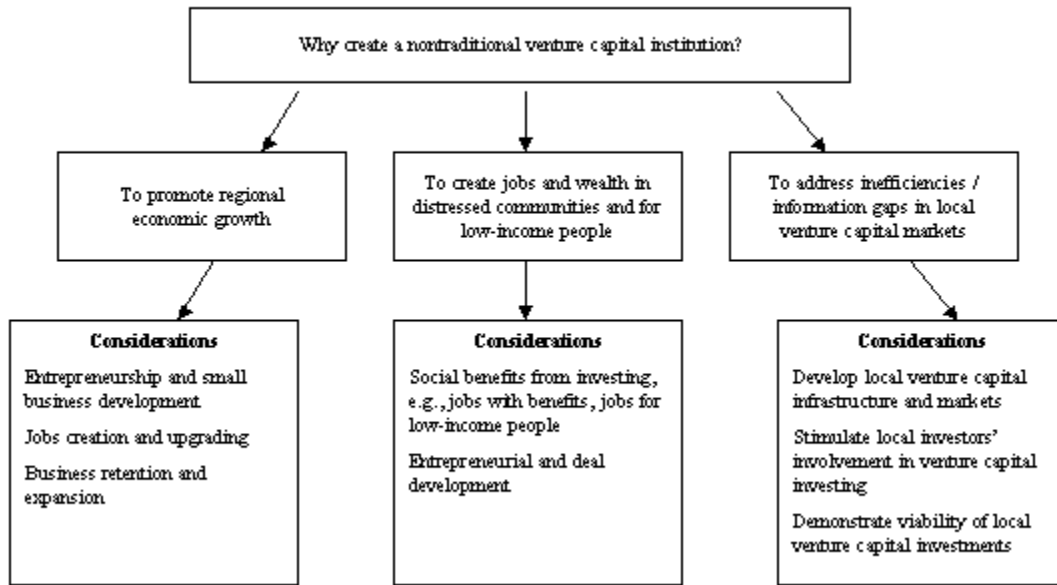 Why create a nontraditional venture capital institution?
To promote regional
economic growth
To create jobs and wealth in
distressed communities and for
low-income people
To address inefficiencies /
information gaps in local
venture capital markets
Considerations
Entrepreneurship and small
business development
Jobs creation and upgrading
Business retention and
expansion
Considerations
Social benefits from investing,
e.g., jobs with benefits, jobs for
low-income people
Entrepreneurial and deal
development
Considerations
Develop local venture capital
infrastructure and markets
Stimulate local investors’
involvement in venture capital
investing
Demonstrate viability of local
venture capital investments